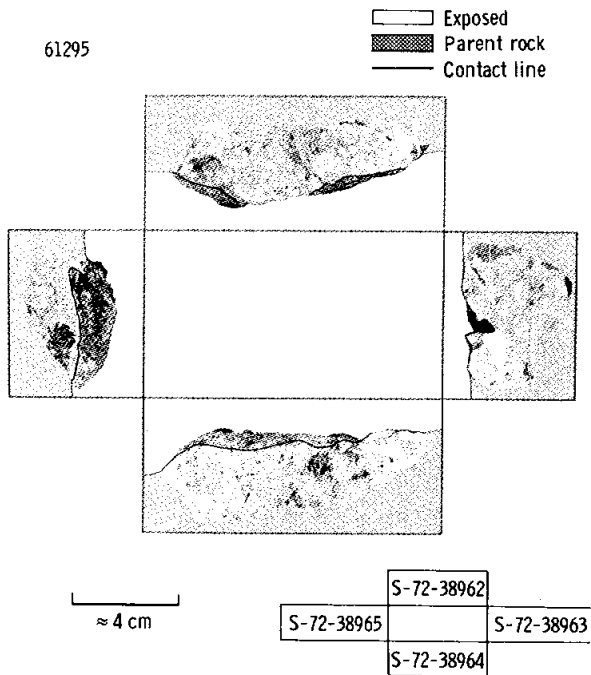 61295
Exposed
Parent rock
Contact line
≈ 4 cm
S-72-38962
S-72-38965
S-72-38963
S-72-38964